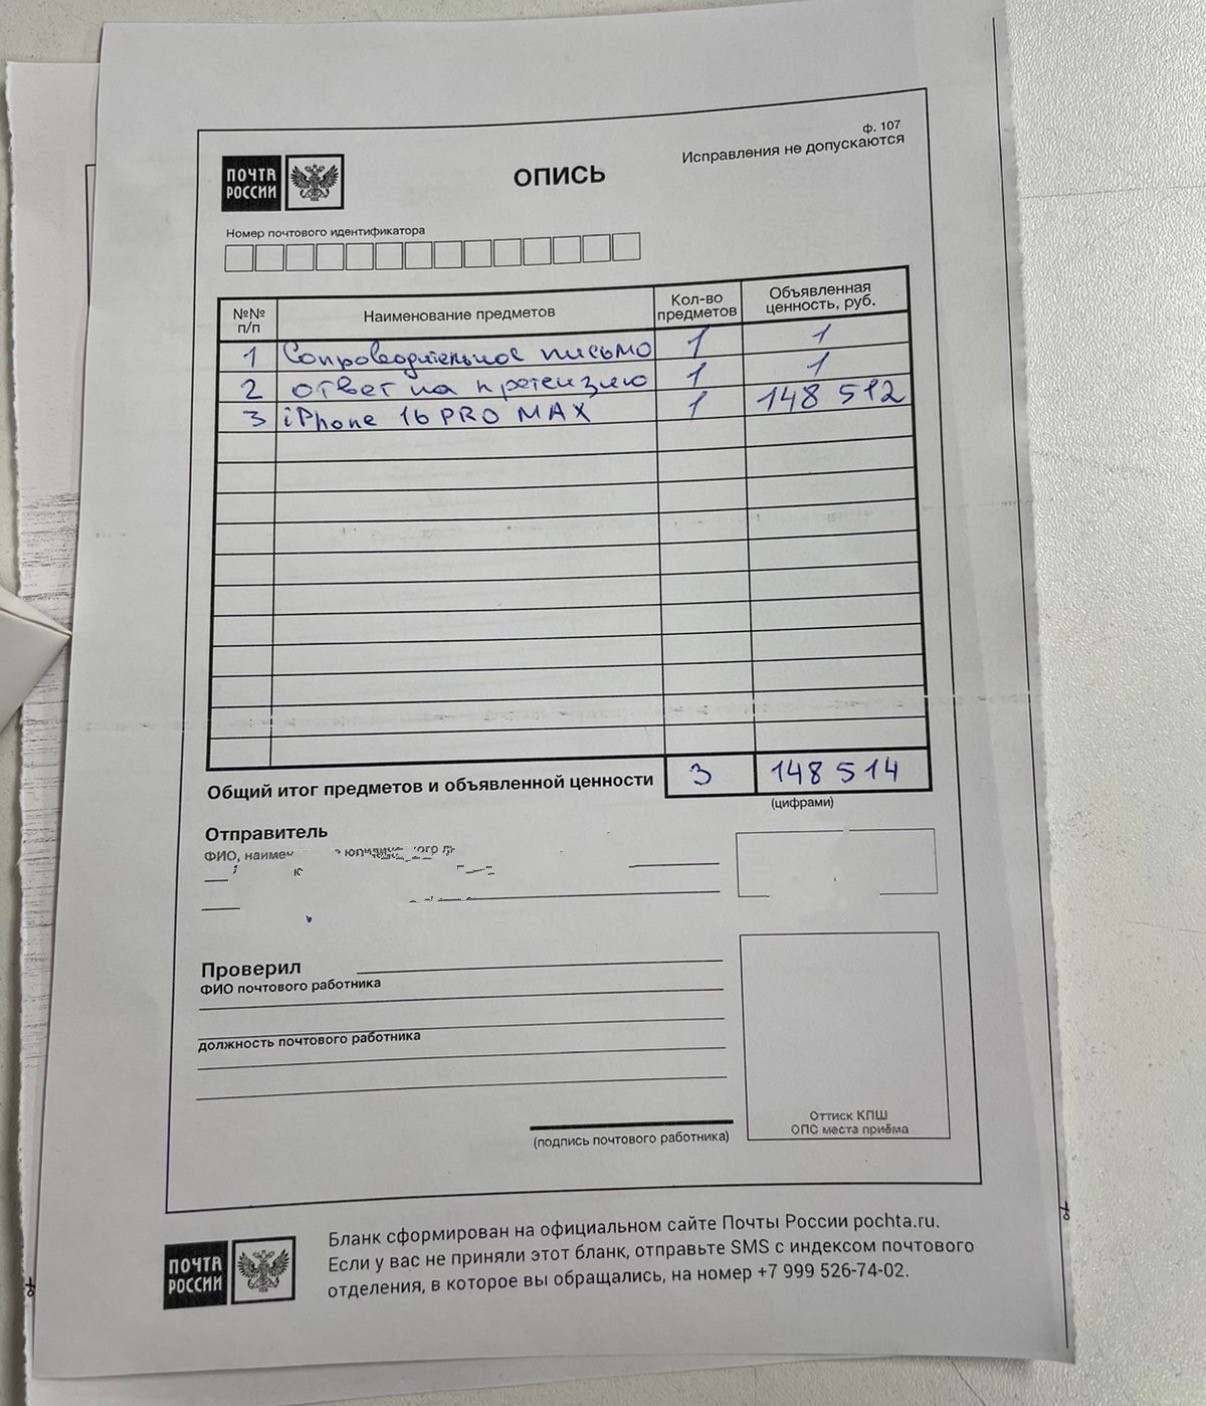 ф. 107
Исправления не допускаются
ПОЧТА
РОССИИ
ОПИСЬ
Номер почтового идентификатора
№№ п/п Наименование предметов Кол-во предметов Объявленная ценность, руб.
1 Сопроводительное письмо 1 1
2 ответ на претензию 1 1
3 iPhone 16 PRO MAX 1 148 512
Общий итог предметов и объявленной ценности 3 148 514
(цифрами)
Отправитель
ФИО,
Проверил
ФИО почтового работника
должность почтового работника
(подпись почтового работника)
Оттиск КПШ
ОПС места приёма
ПОЧТА
РОССИИ
Бланк сформирован на официальном сайте Почты России pochta.ru.
Если у вас не приняли этот бланк, отправьте SMS с индексом почтового
отделения, в которое вы обращались, на номер +7 999 526-74-02.